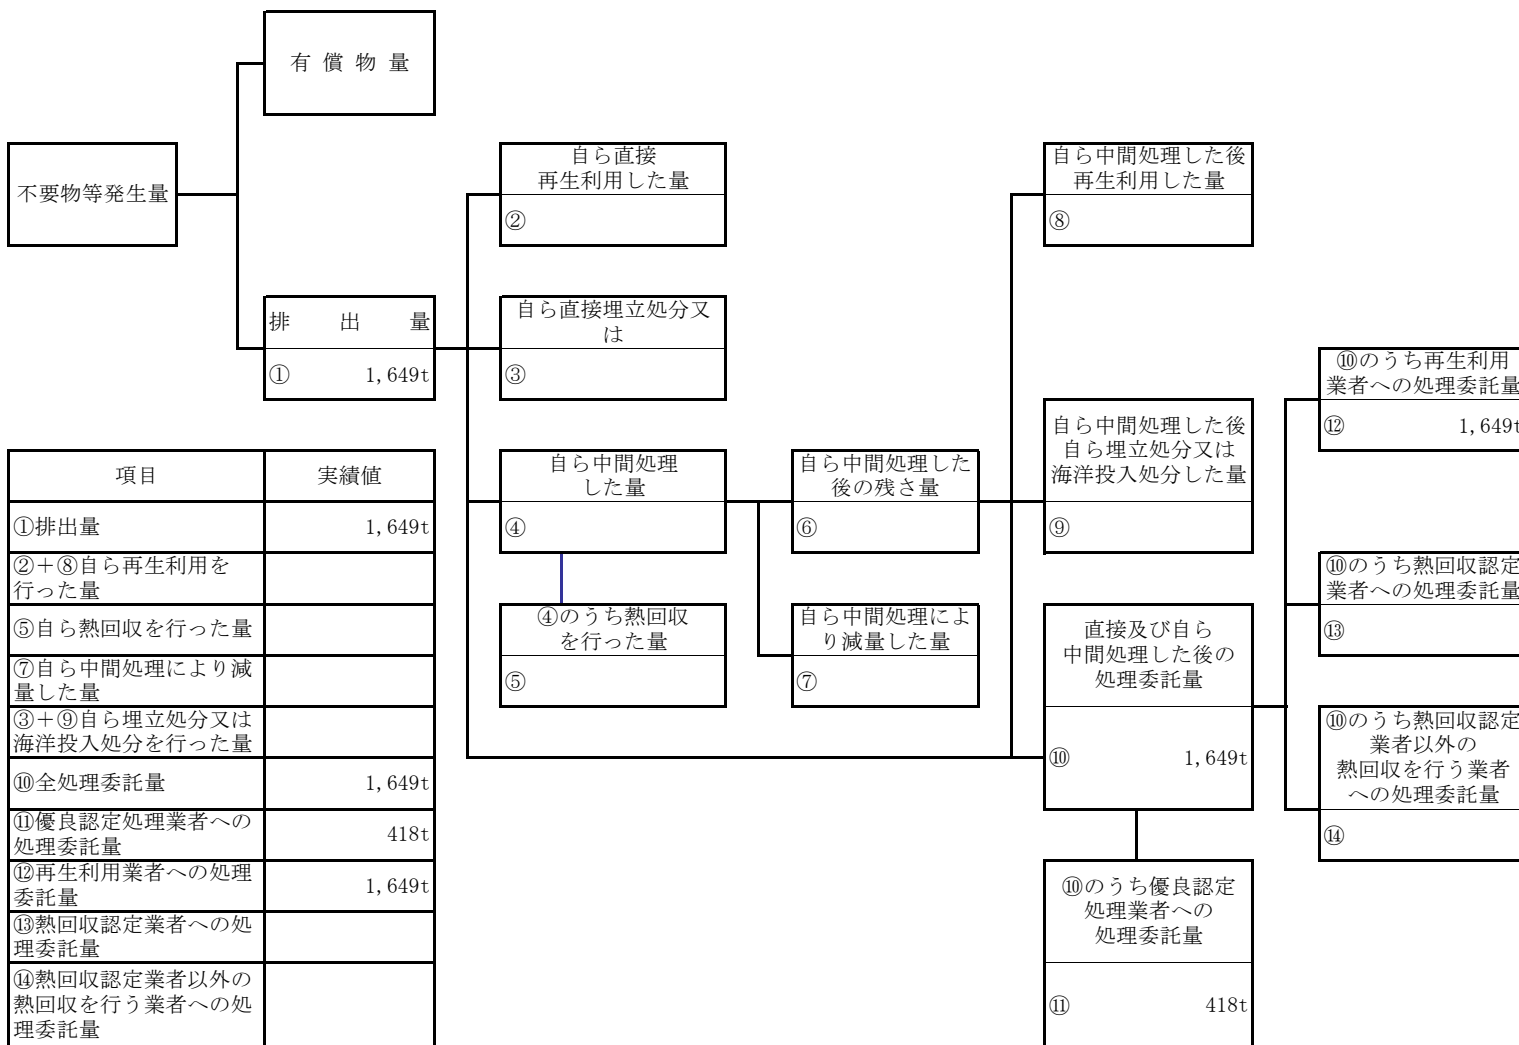 有償物量
不要物等発生量
排出量
① 1,649t
自ら直接
再生利用した量
②
自ら直接埋立処分又
は
③
自ら中間処理
した量
④
④のうち熱回収
を行った量
⑤
自ら中間処理した
後の残さ量
⑥
自ら中間処理によ
り減量した量
⑦
自ら中間処理した後
再生利用した量
⑧
自ら中間処理した後
自ら埋立処分又は
海洋投入処分した量
⑨
直接及び自ら
中間処理した後の
処理委託量
⑩ 1,649t
⑩のうち優良認定
処理業者への
処理委託量
⑪ 418t
⑩のうち再生利用
業者への処理委託量
⑫ 1,649t
⑩のうち熱回収認定
業者への処理委託量
⑬
⑩のうち熱回収認定
業者以外の
熱回収を行う業者
への処理委託量
⑭
項目 実績値
①排出量 1,649t
②+⑧自ら再生利用を
行った量
⑤自ら熱回収を行った量
⑦自ら中間処理により減
量した量
③+⑨自ら埋立処分又は
海洋投入処分を行った量
⑩全処理委託量 1,649t
⑪優良認定処理業者への
処理委託量 418t
⑫再生利用業者への処理
委託量 1,649t
⑬熱回収認定業者への処
理委託量
⑭熱回収認定業者以外の
熱回収を行う業者への処
理委託量